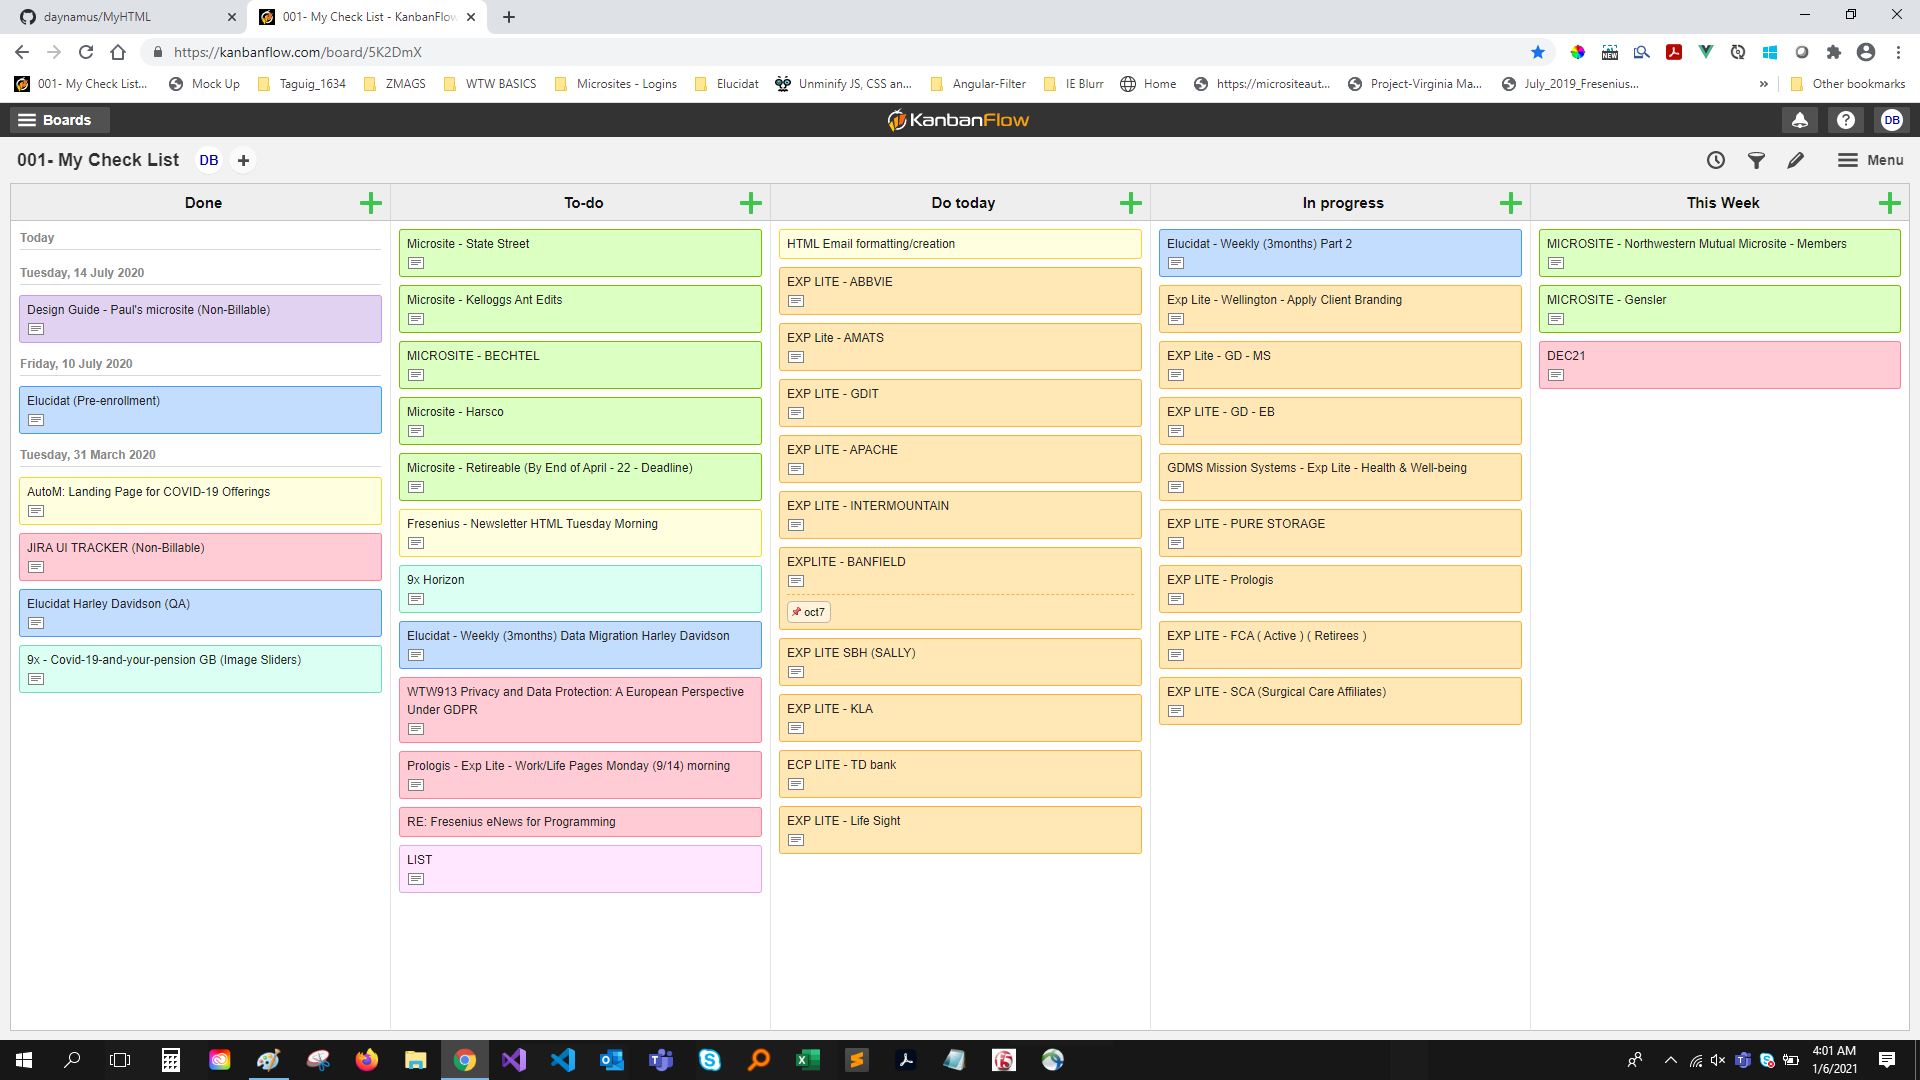 daynamus/MyHTML
001- My Check List - KanbanFlow
https://kanbanflow.com/board/5K2DmX
001- My Check List...
Mock Up
Taguig_1634
ZMAGS
WTW BASICS
Microsites - Logins
Elucidat
Unminify JS, CSS an...
Angular-Filter
IE Blurr
Home
https://micrositeaut...
Project-Virginia Ma...
July_2019_Fresenius...
»
Other bookmarks
Boards
KanbanFlow
DB
001- My Check List
DB
Menu
Done
Today
Tuesday, 14 July 2020
Design Guide - Paul's microsite (Non-Billable)
Friday, 10 July 2020
Elucidat (Pre-enrollment)
Tuesday, 31 March 2020
AutoM: Landing Page for COVID-19 Offerings
JIRA UI TRACKER (Non-Billable)
Elucidat Harley Davidson (QA)
9x - Covid-19-and-your-pension GB (Image Sliders)
To-do
Microsite - State Street
Microsite - Kelloggs Ant Edits
MICROSITE - BECHTEL
Microsite - Harsco
Microsite - Retireable (By End of April - 22 - Deadline)
Fresenius - Newsletter HTML Tuesday Morning
9x Horizon
Elucidat - Weekly (3months) Data Migration Harley Davidson
WTW913 Privacy and Data Protection: A European Perspective
Under GDPR
Prologis - Exp Lite - Work/Life Pages Monday (9/14) morning
RE: Fresenius eNews for Programming
LIST
Do today
HTML Email formatting/creation
EXP LITE - ABBVIE
EXP Lite - AMATS
EXP LITE - GDIT
EXP LITE - APACHE
EXP LITE - INTERMOUNTAIN
EXPLITE - BANFIELD
oct7
EXP LITE SBH (SALLY)
EXP LITE - KLA
ECP LITE - TD bank
EXP LITE - Life Sight
In progress
Elucidat - Weekly (3months) Part 2
Exp Lite - Wellington - Apply Client Branding
EXP Lite - GD - MS
EXP LITE - GD - EB
GDMS Mission Systems - Exp Lite - Health & Well-being
EXP LITE - PURE STORAGE
EXP LITE - Prologis
EXP LITE - FCA ( Active ) ( Retirees )
EXP LITE - SCA (Surgical Care Affiliates)
This Week
MICROSITE - Northwestern Mutual Microsite - Members
MICROSITE - Gensler
DEC21
4:01 AM
1/6/2021